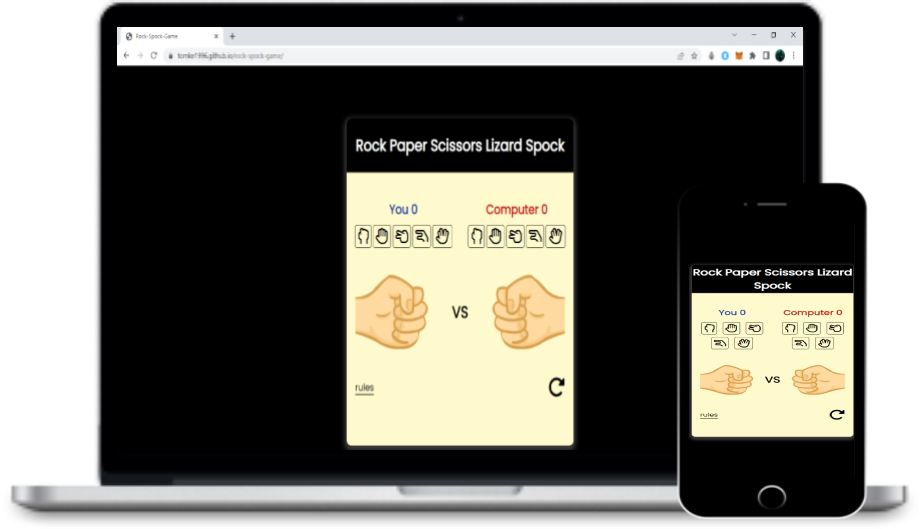 Rock-Spock-Game
tomko1996.github.io/rock-spock-game/
Rock Paper Scissors Lizard Spock
You 0
Computer 0
VS
rules
Rock Paper Scissors Lizard
Spock
You 0
Computer 0
VS
rules